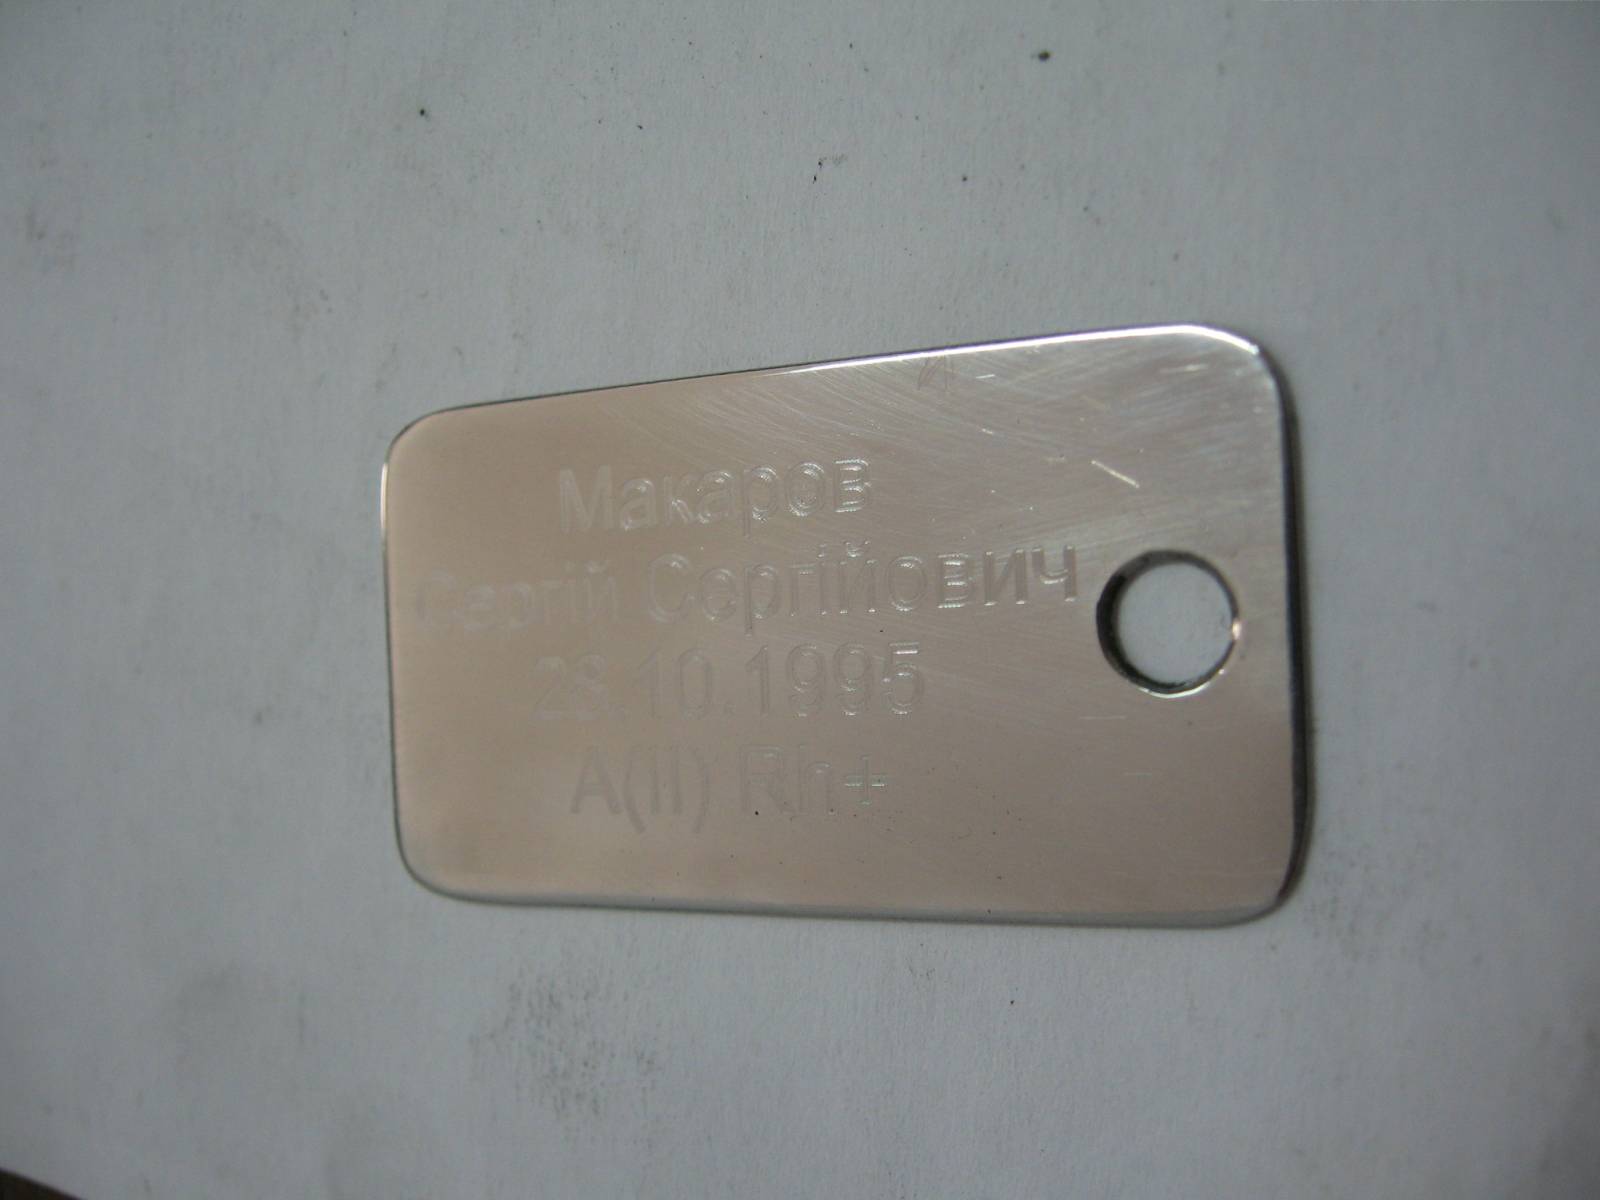 Макаров
Сергій Сергійович
28.10.1995
A(II) Rh+